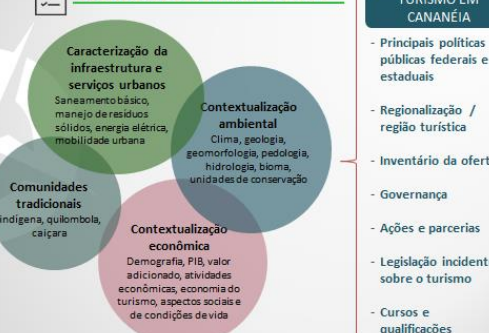 Caracterização da
infraestrutura e
serviços urbanos
Saneamento básico,
manejo de resíduos
sólidos, energia elétrica,
mobilidade urbana
Contextualização
ambiental
Clima, geologia,
geomorfologia, pedologia,
hidrologia, bioma,
unidades de conservação
Comunidades
tradicionais
indígena, quilombola,
caiçara
Contextualização
econômica
Demografia, PIB, valor
adicionado, atividades
econômicas, economia do
turismo, aspectos sociais e
de condições de vida
TURISMO EM
CANANÉIA
- Principais políticas
públicas federais e
estaduais
- Regionalização /
região turística
- Inventário da ofert
- Governança
- Ações e parcerias
- Legislação incident
sobre o turismo
- Cursos e
qualificações